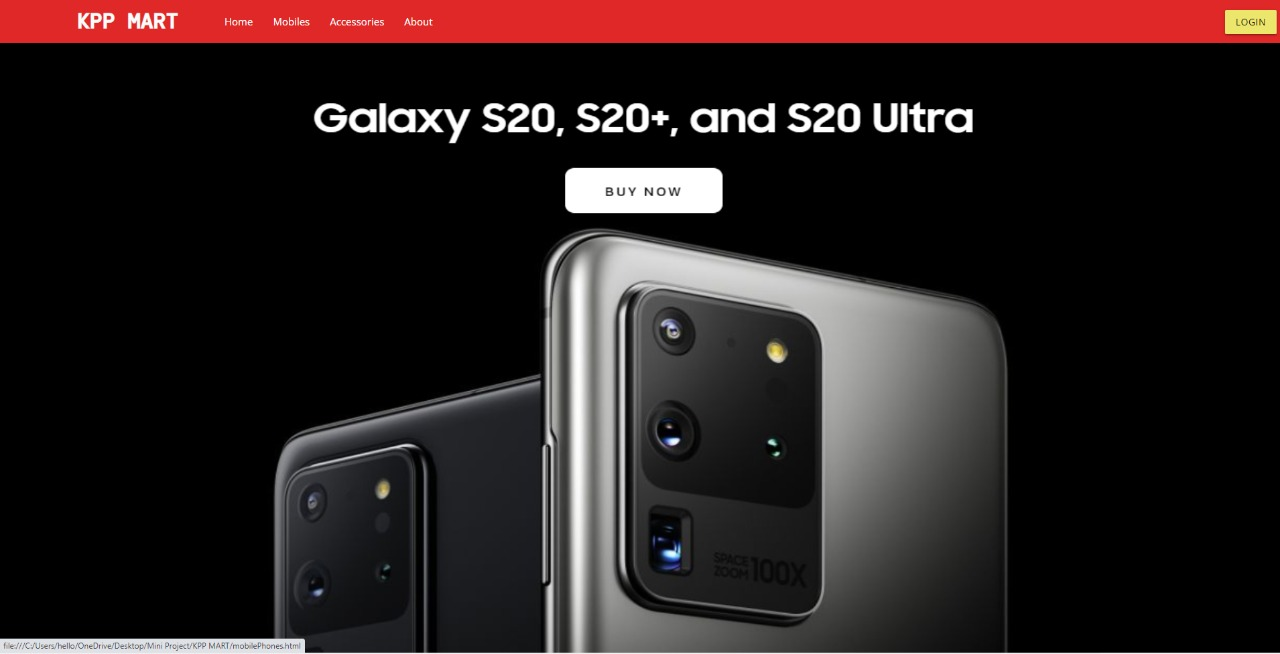 KPP MART
Home Mobiles Accessories About
LOGIN
Galaxy S20, S20+, and S20 Ultra
BUY NOW
SPACE
ZOOM 100X
file:///C:/Users/hello/OneDrive/Desktop/Mini Project/KPP MART/mobilePhones.html